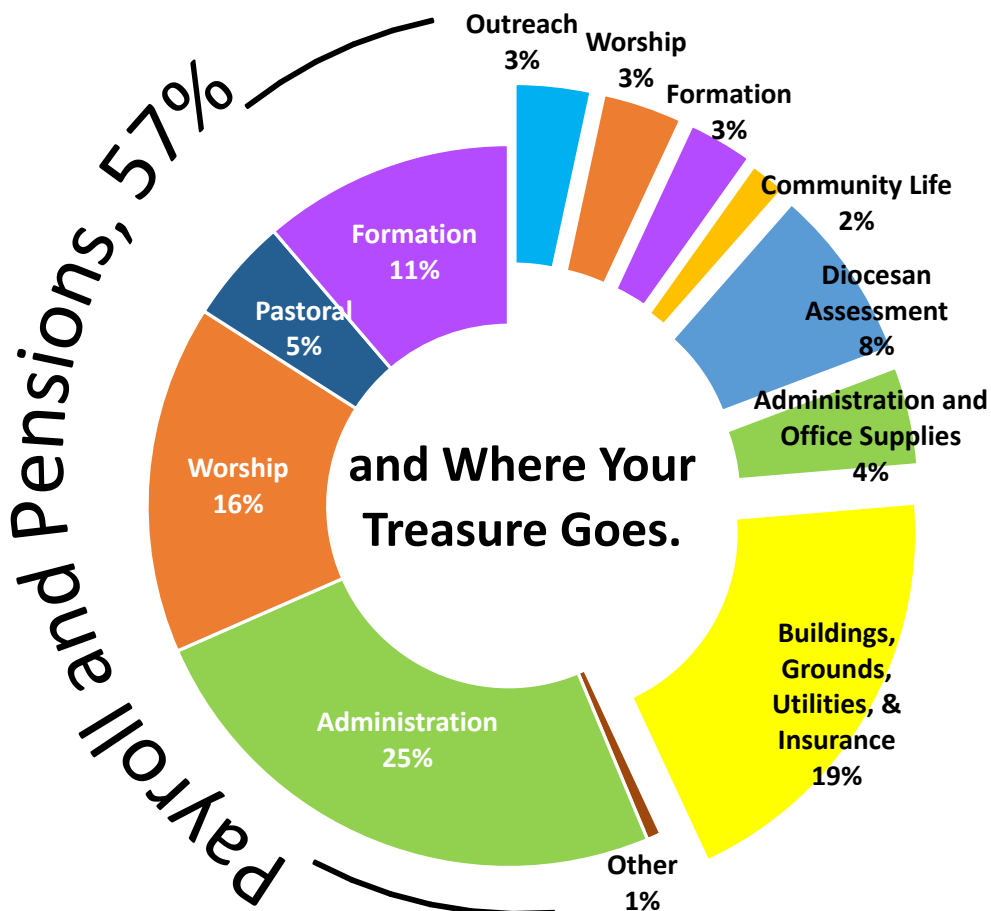 Payroll and Pensions, 57%
Outreach
3%
Worship
3%
Formation
3%
Community Life
2%
Diocesan
Assessment
8%
Administration and
Office Supplies
4%
Buildings,
Grounds,
Utilities, &
Insurance
19%
Other
1%
Administration
25%
Worship
16%
Pastoral
5%
Formation
11%
and Where Your
Treasure Goes.